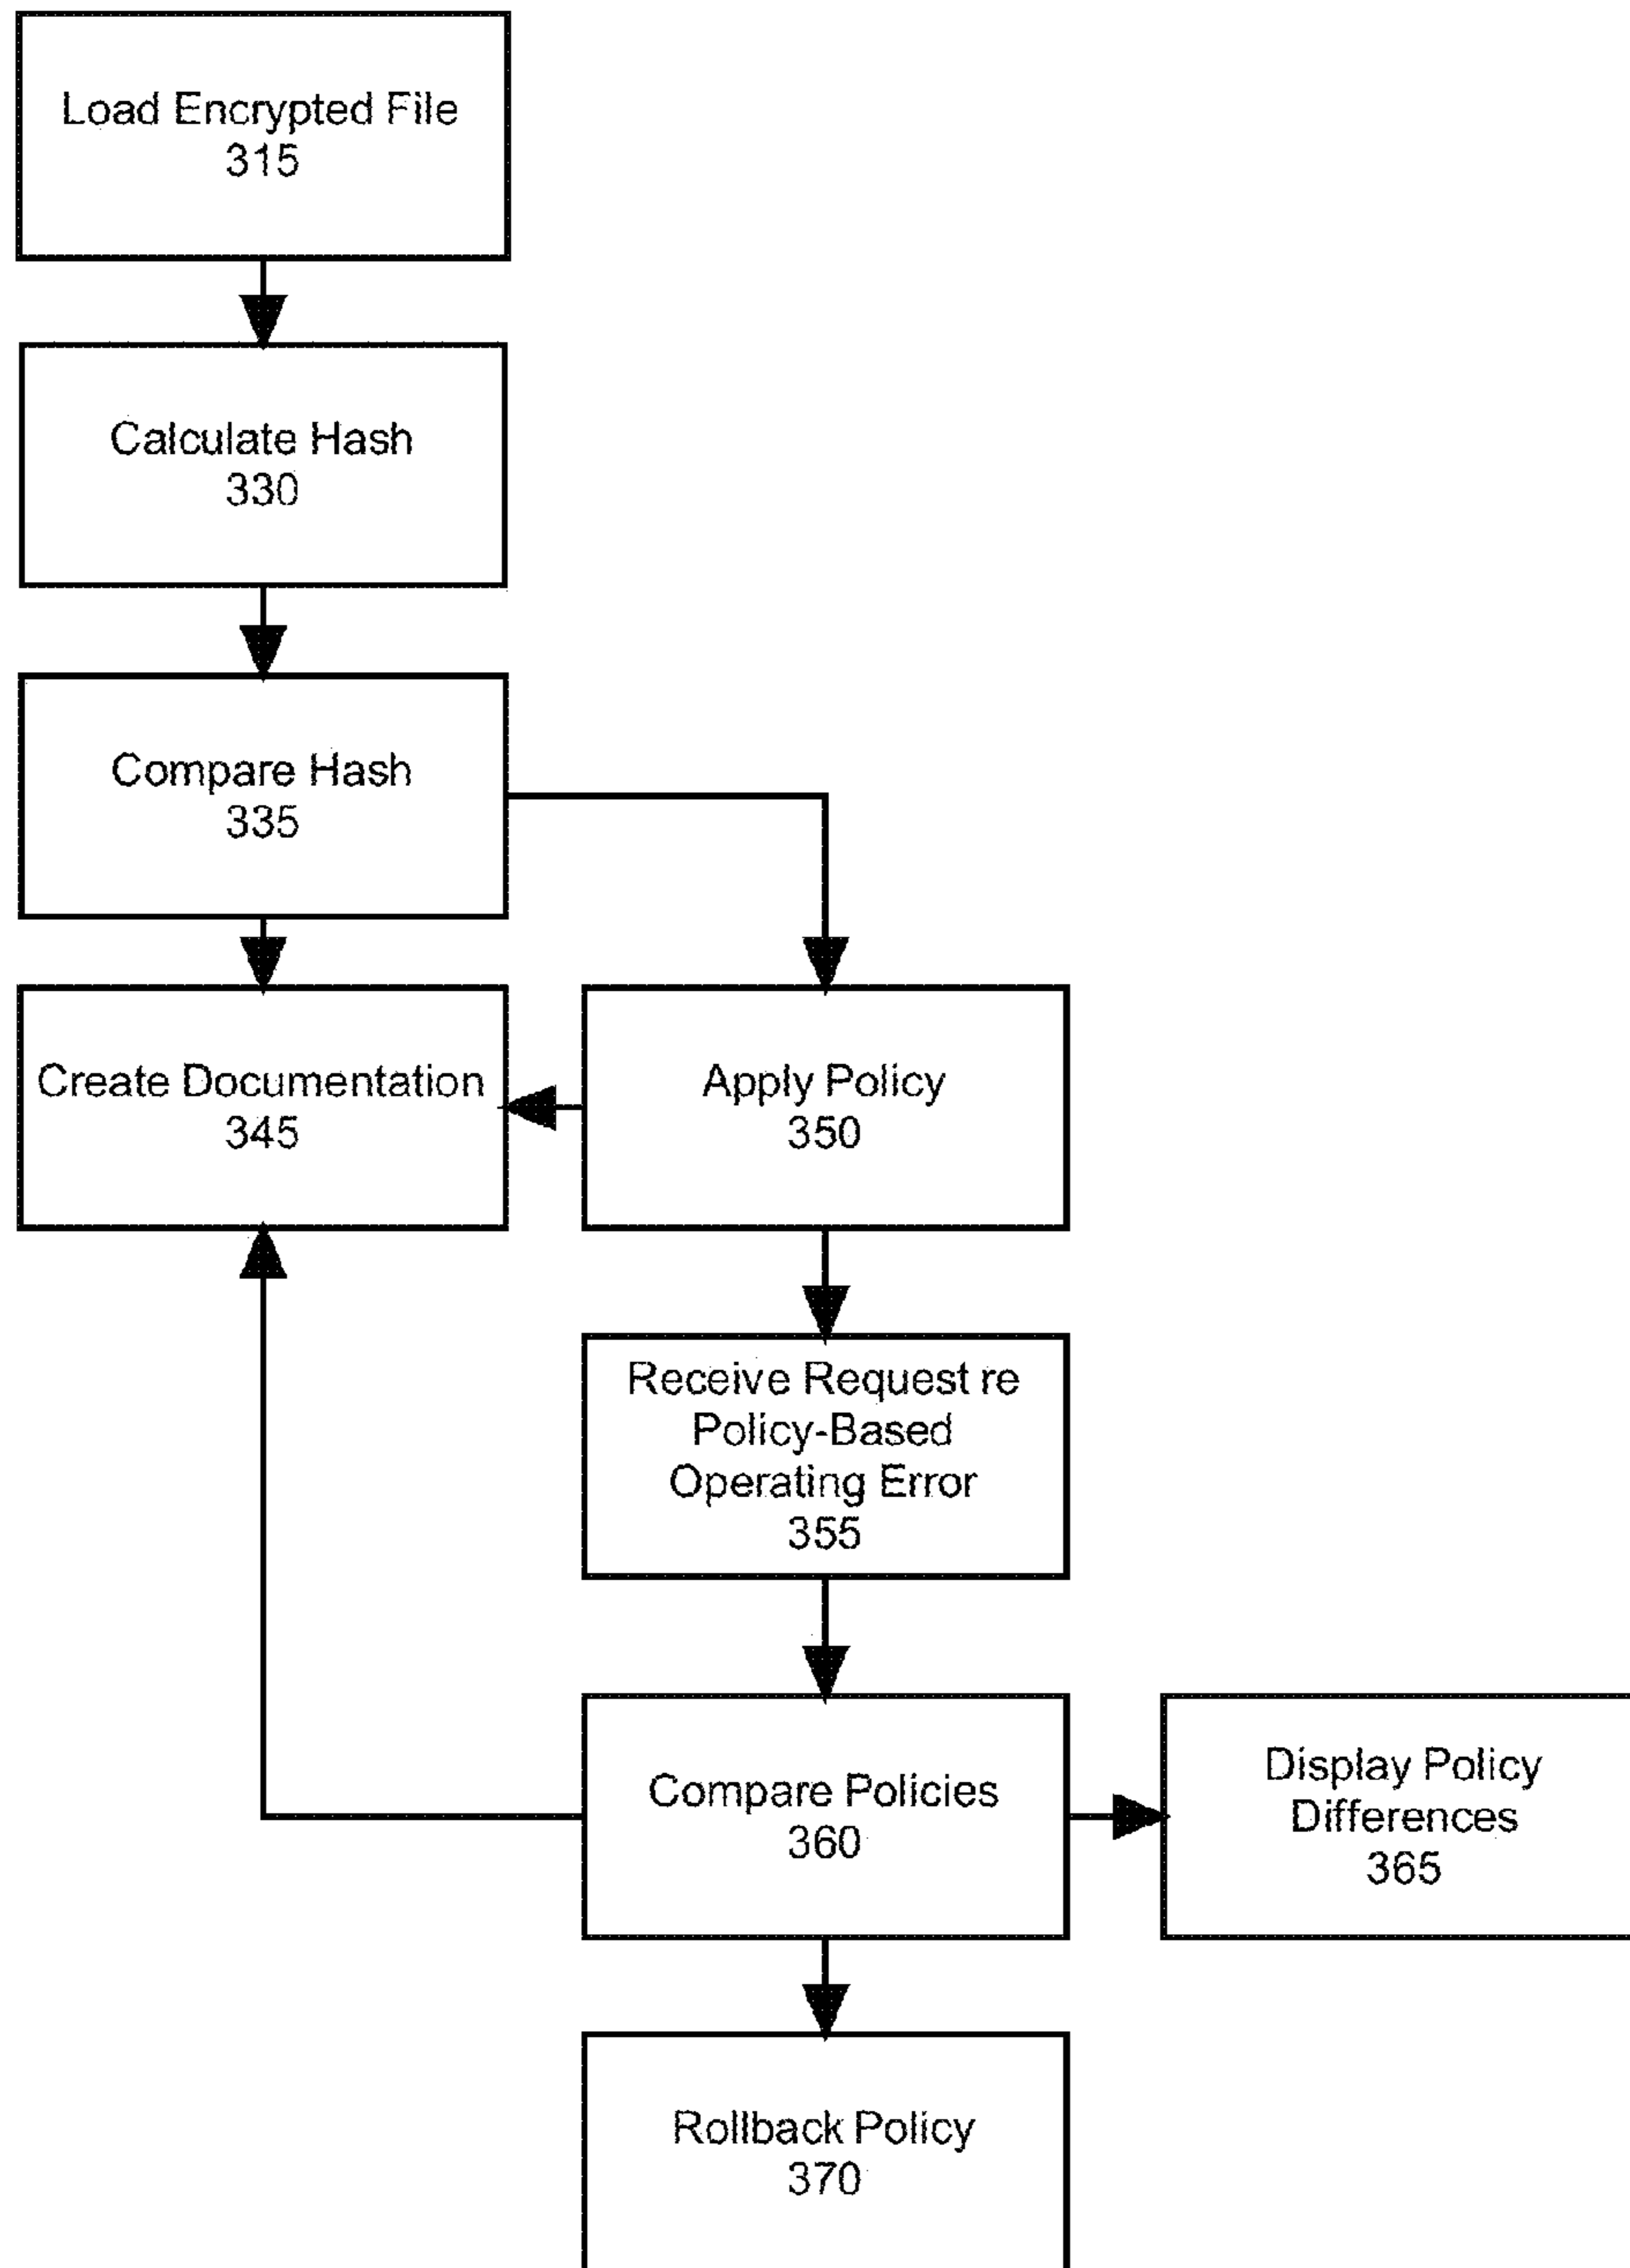 Load Encrypted File
315
Calculate Hash
330
Compare Hash
335
Create Documentation
345
Apply Policy
350
Receive Request re
Policy-Based
Operating Error
355
Compare Policies
360
Display Policy
Differences
365
Rollback Policy
370